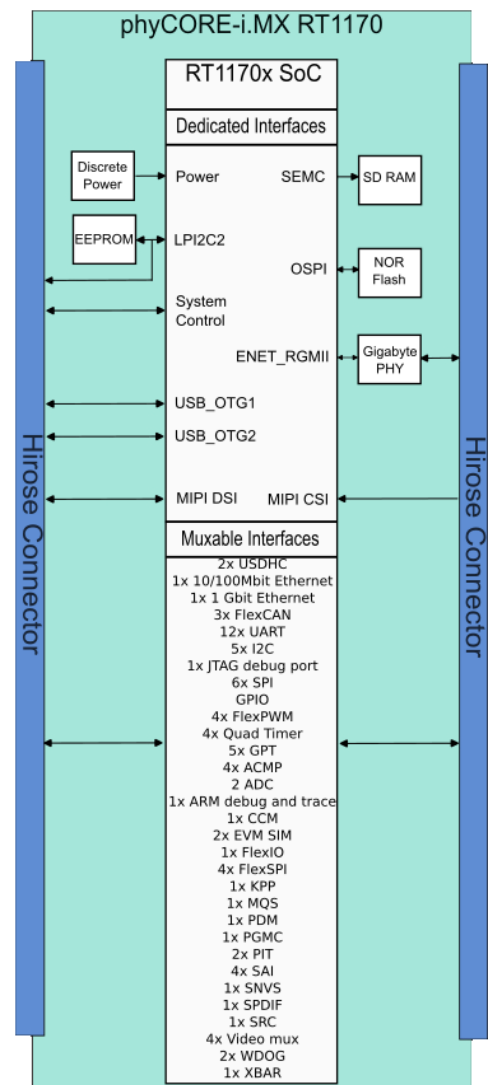 phyCORE-i.MX RT1170
RT1170x SoC
Dedicated Interfaces
Discrete
Power
Power
SEMC
SD RAM
EEPROM
LPI2C2
OSPI
NOR
Flash
System
Control
ENET_RGMII
Gigabyte
PHY
USB_OTG1
USB_OTG2
MIPI DSI
MIPI CSI
Hirose Connector
Hirose Connector
Muxable Interfaces
2x USDHC
1x 10/100Mbit Ethernet
1x 1 Gbit Ethernet
3x FlexCAN
12x UART
5x I2C
1x JTAG debug port
6x SPI
GPIO
4x FlexPWM
4x Quad Timer
5x GPT
4x ACMP
2 ADC
1x ARM debug and trace
1x CCM
2x EVM SIM
1x FlexIO
4x FlexSPI
1x KPP
1x MQS
1x PDM
1x PGMC
2x PIT
4x SAI
1x SNVS
1x SPDIF
1x SRC
4x Video mux
2x WDOG
1x XBAR